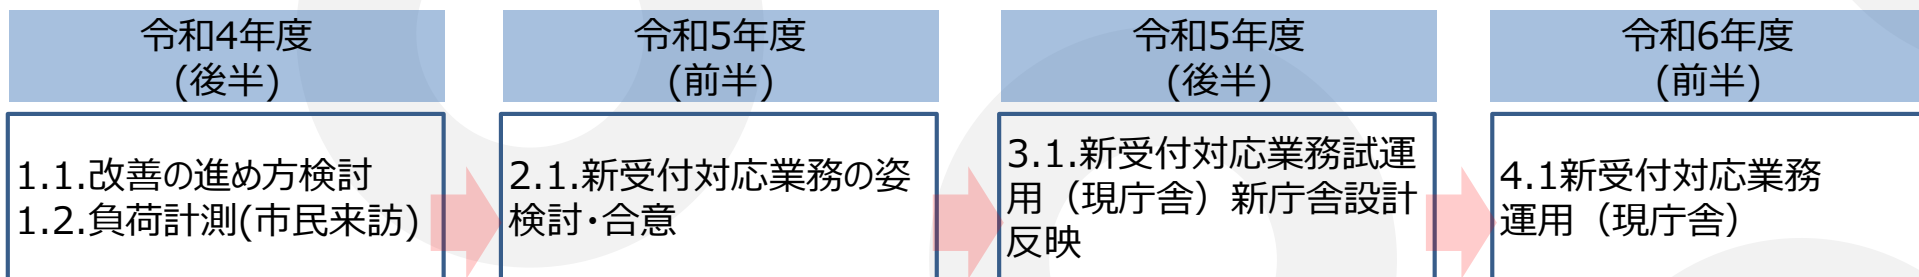 令和4年度
(後半)
1.1.改善の進め方検討
1.2.負荷計測(市民来訪)
令和5年度
(前半)
2.1.新受付対応業務の姿
検討・合意
令和5年度
(後半)
3.1.新受付対応業務試運
用（現庁舎）新庁舎設計
反映
令和6年度
(前半)
4.1新受付対応業務
運用（現庁舎）